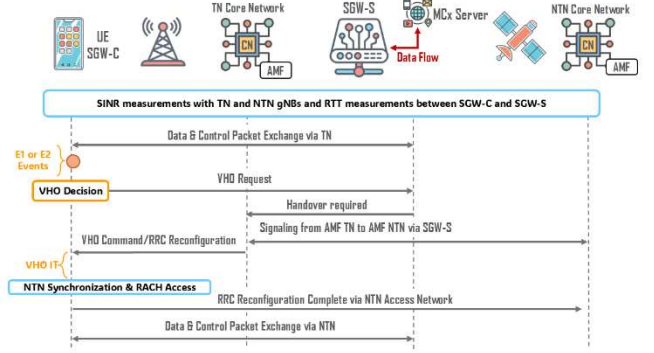 UE
SGW-C
TN Core Network
CN
AMF
SGW-S
MCx Server
Data Flow
NTN Core Network
CN
AMF
SINR measurements with TN and NTN gNBs and RTT measurements between SGW-C and SGW-S
Data & Control Packet Exchange via TN
E1 or E2
Events
VHO Request
VHO Decision
Handover required
Signaling from AMF TN to AMF NTN via SGW-S
VHO Command/RRC Reconfiguration
VHO IT
NTN Synchronization & RACH Access
RRC Reconfiguration Complete via NTN Access Network
Data & Control Packet Exchange via NTN